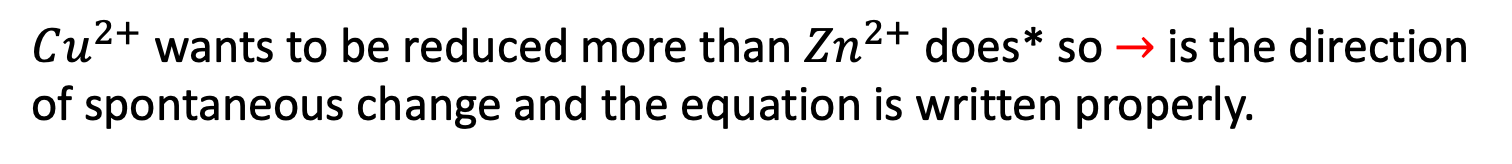 Cu²⁺ wants to be reduced more than Zn²⁺ does* so → is the direction
of spontaneous change and the equation is written properly.